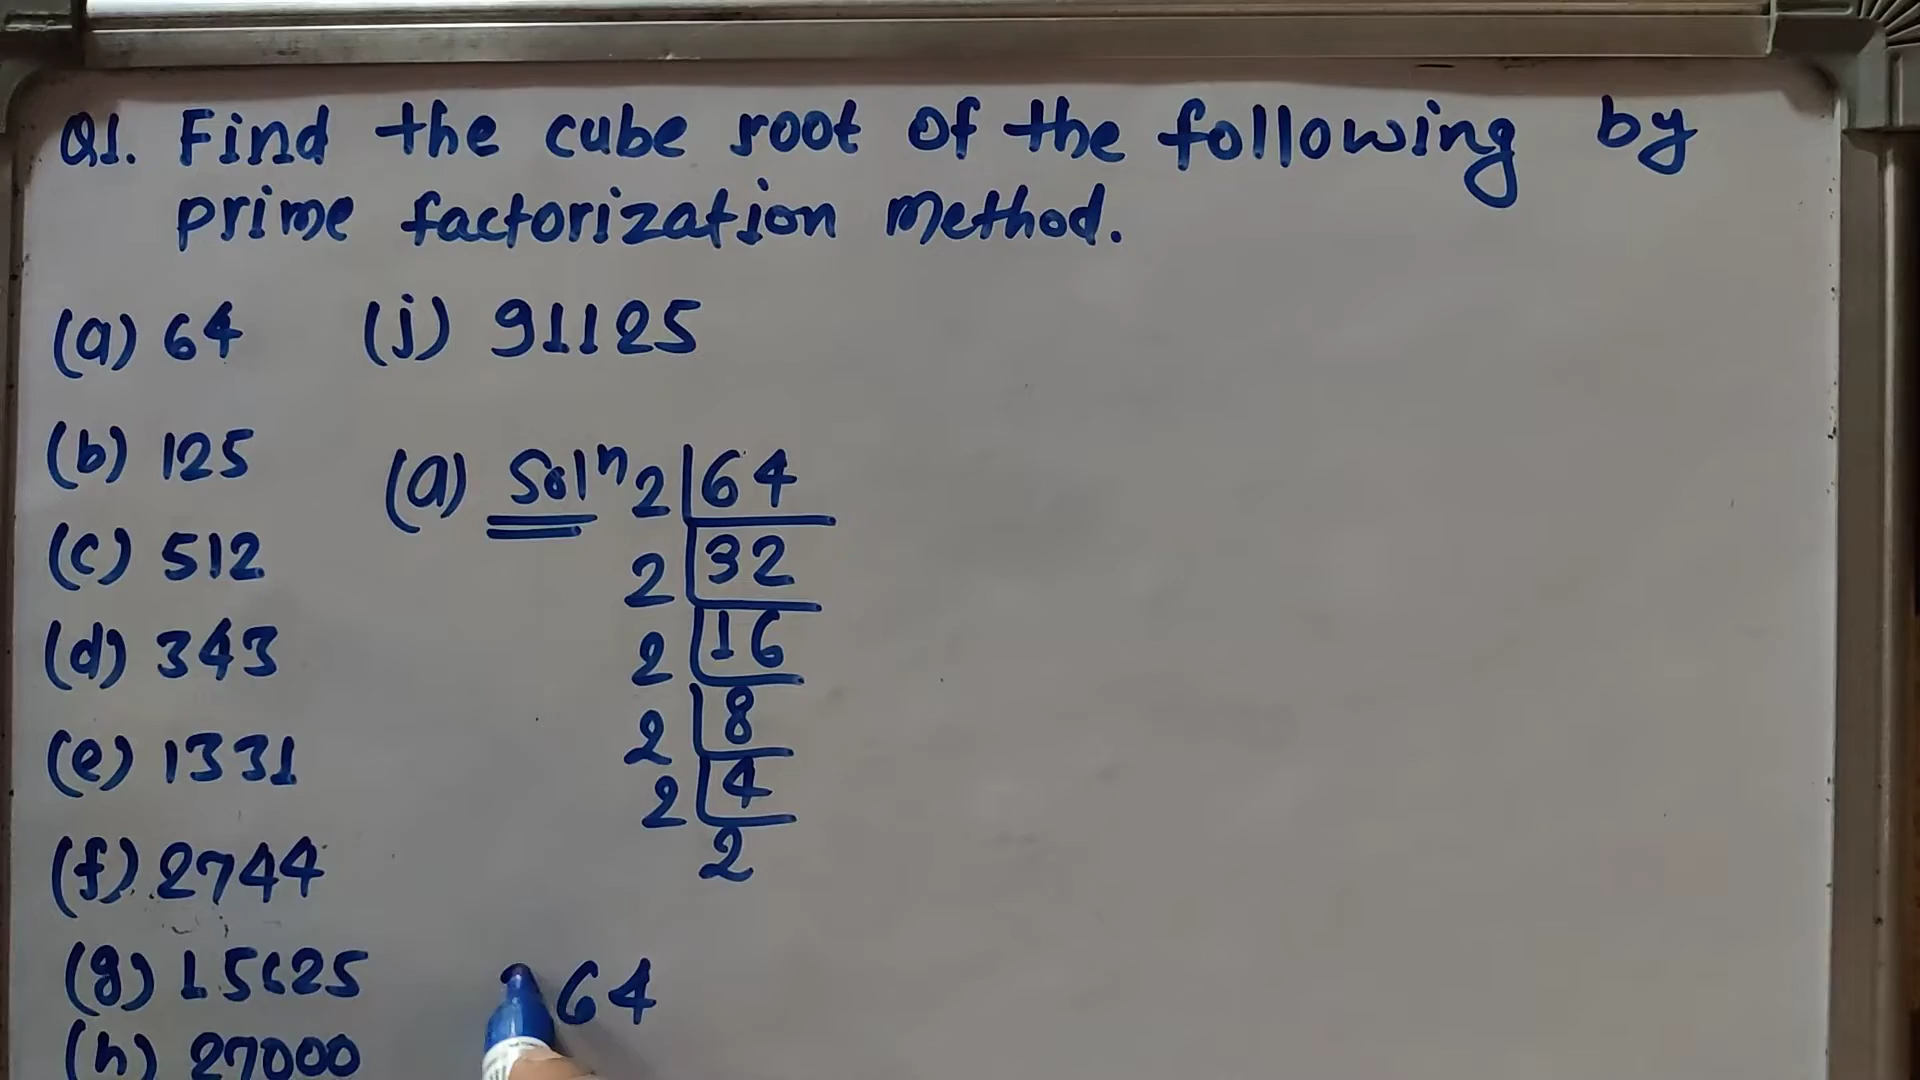 Q1. Find the cube root of the following by
prime factorization method.
(a) 64 (j) 91125
(b) 125
(c) 512
(d) 343
(e) 1331
(f) 2744
(g) 15625
(h) 27000
(a) Solⁿ 2 64
2 32
2 16
2 8
2 4
2
64